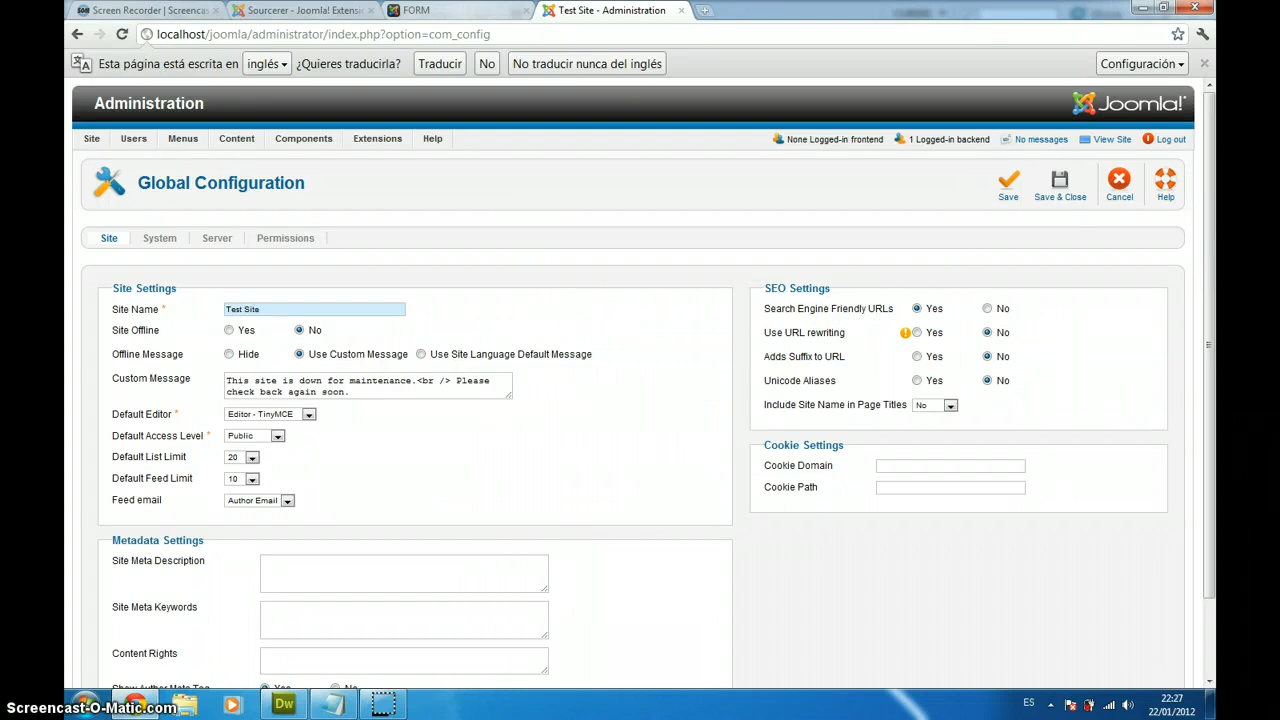 Screen Recorder | Screencas
Sourcerer - Joomla! Extensi
FORM
Test Site - Administration
localhost/joomla/administrator/index.php?option=com_config
Esta página está escrita en
inglés
¿Quieres traducirla?
Traducir
No
No traducir nunca del inglés
Configuración
Administration
Joomla!
Site
Users
Menus
Content
Components
Extensions
Help
None Logged-in frontend
1 Logged-in backend
No messages
View Site
Log out
Global Configuration
Save
Save & Close
Cancel
Help
Site
System
Server
Permissions
Site Settings
Site Name *
Test Site
Site Offline
Yes
No
Offline Message
Hide
Use Custom Message
Use Site Language Default Message
Custom Message
This site is down for maintenance.<br /> Please
check back again soon.
Default Editor *
Editor - TinyMCE
Default Access Level *
Public
Default List Limit
20
Default Feed Limit
10
Feed email
Author Email
SEO Settings
Search Engine Friendly URLs
Yes
No
Use URL rewriting
Yes
No
Adds Suffix to URL
Yes
No
Unicode Aliases
Yes
No
Include Site Name in Page Titles
No
Cookie Settings
Cookie Domain
Cookie Path
Metadata Settings
Site Meta Description
Site Meta Keywords
Content Rights
Show Author Meta Tag
Yes
No
Dw
ES
22:27
22/01/2012
Screencast-O-Matic.com